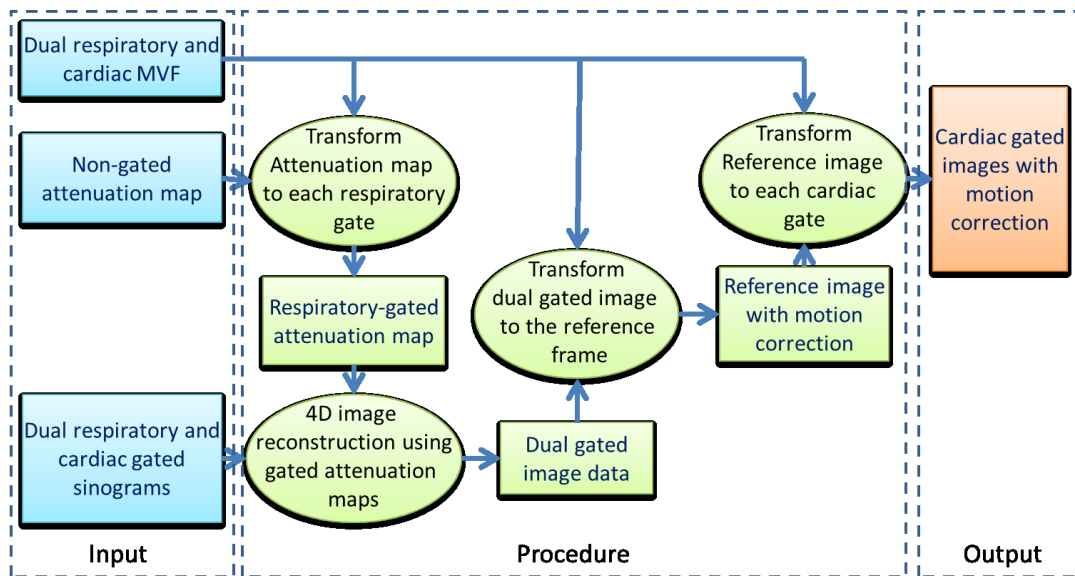 Dual respiratory and
cardiac MVF
Non-gated
attenuation map
Dual respiratory and
cardiac gated
sinograms
Input
Transform
Attenuation map
to each respiratory
gate
Respiratory-gated
attenuation map
4D image
reconstruction using
gated attenuation
maps
Transform
dual gated image
to the reference
frame
Dual gated
image data
Transform
Reference image
to each cardiac
gate
Reference image
with motion
correction
Procedure
Cardiac gated
images with
motion
correction
Output